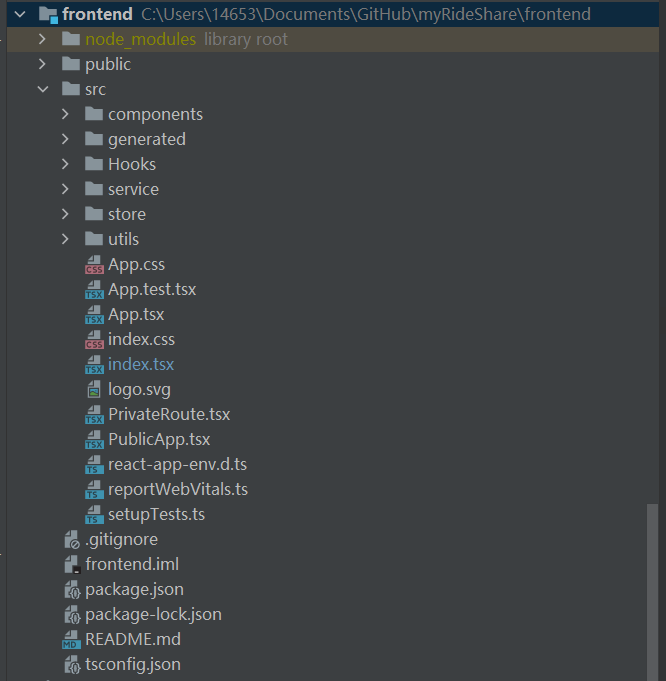 frontend C:\Users\14653\Documents\GitHub\myRideShare\frontend
node_modules library root
public
src
components
generated
Hooks
service
store
utils
App.css
App.test.tsx
App.tsx
index.css
index.tsx
logo.svg
PrivateRoute.tsx
PublicApp.tsx
react-app-env.d.ts
reportWebVitals.ts
setupTests.ts
.gitignore
frontend.iml
package.json
package-lock.json
README.md
tsconfig.json